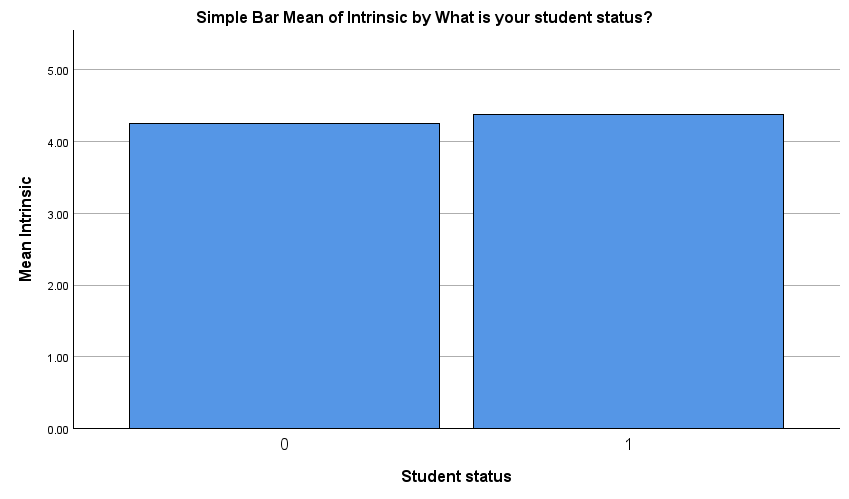 Simple Bar Mean of Intrinsic by What is your student status?
5.00
4.00
3.00
2.00
1.00
0.00
Mean Intrinsic
0
1
Student status